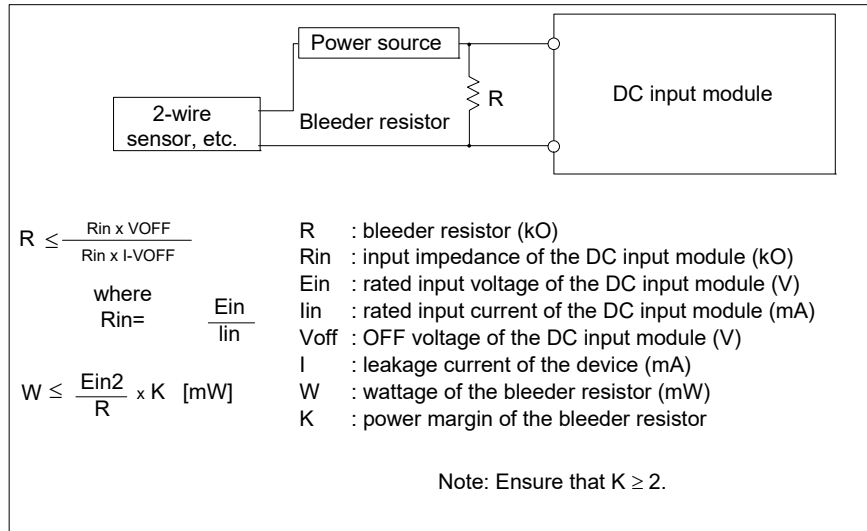 Power source
R
DC input module
2-wire
sensor, etc.
Bleeder resistor
R ≤ Rin x VOFF
Rin x I-VOFF
where
Rin= Ein
Iin
W ≤ Ein2
R x K [mW]
R : bleeder resistor (kO)
Rin : input impedance of the DC input module (kO)
Ein : rated input voltage of the DC input module (V)
Iin : rated input current of the DC input module (mA)
Voff : OFF voltage of the DC input module (V)
I : leakage current of the device (mA)
W : wattage of the bleeder resistor (mW)
K : power margin of the bleeder resistor
Note: Ensure that K ≥ 2.